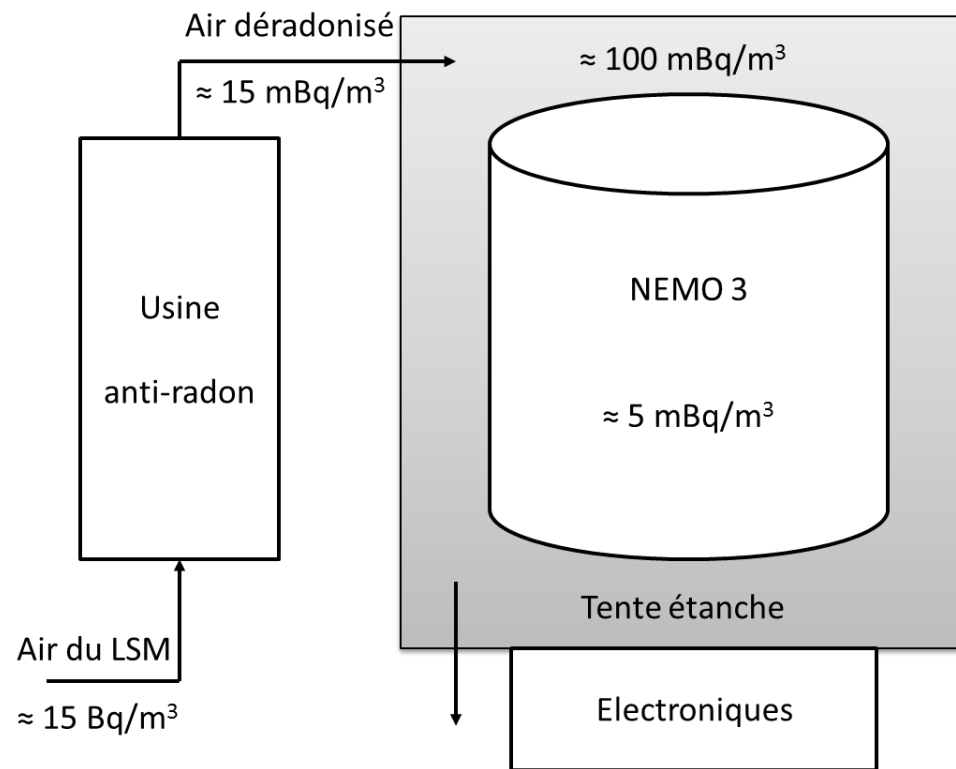 Air déradonisé
≈ 15 mBq/m³
≈ 100 mBq/m³
NEMO 3
≈ 5 mBq/m³
Usine
anti-radon
Tente étanche
Air du LSM
≈ 15 Bq/m³
Electroniques